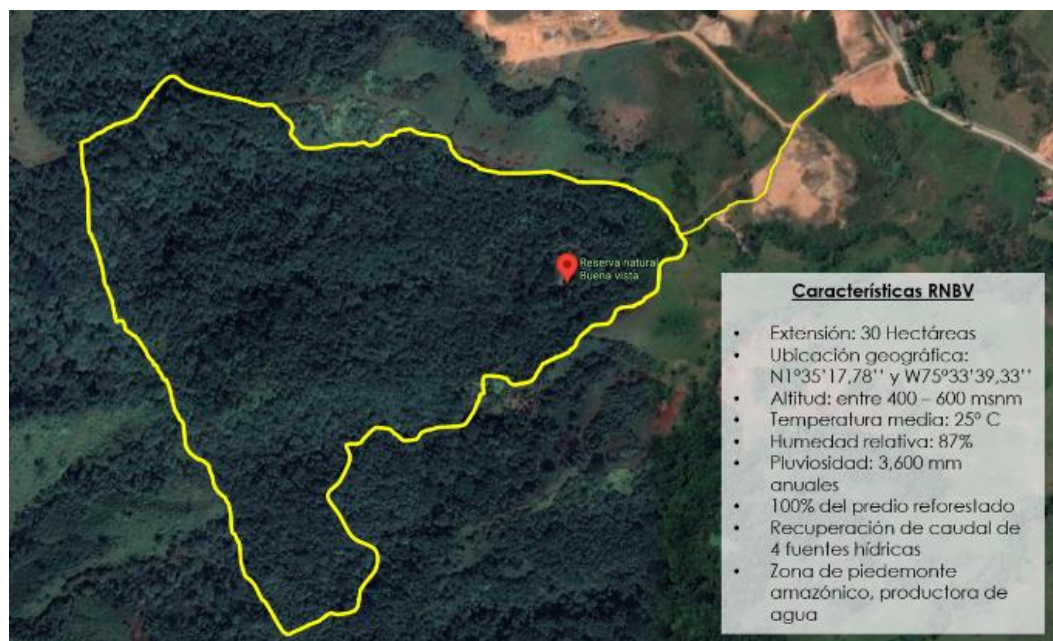 Reserva natural
Buena vista
Características RNBV
• Extensión: 30 Hectáreas
• Ubicación geográfica:
N1°35'17,78'' y W75°33'39,33''
• Altitud: entre 400 – 600 msnm
• Temperatura media: 25° C
• Humedad relativa: 87%
• Pluviosidad: 3,600 mm
anuales
• 100% del predio reforestado
• Recuperación de caudal de
4 fuentes hídricas
• Zona de piedemonte
amazónico, productora de
agua